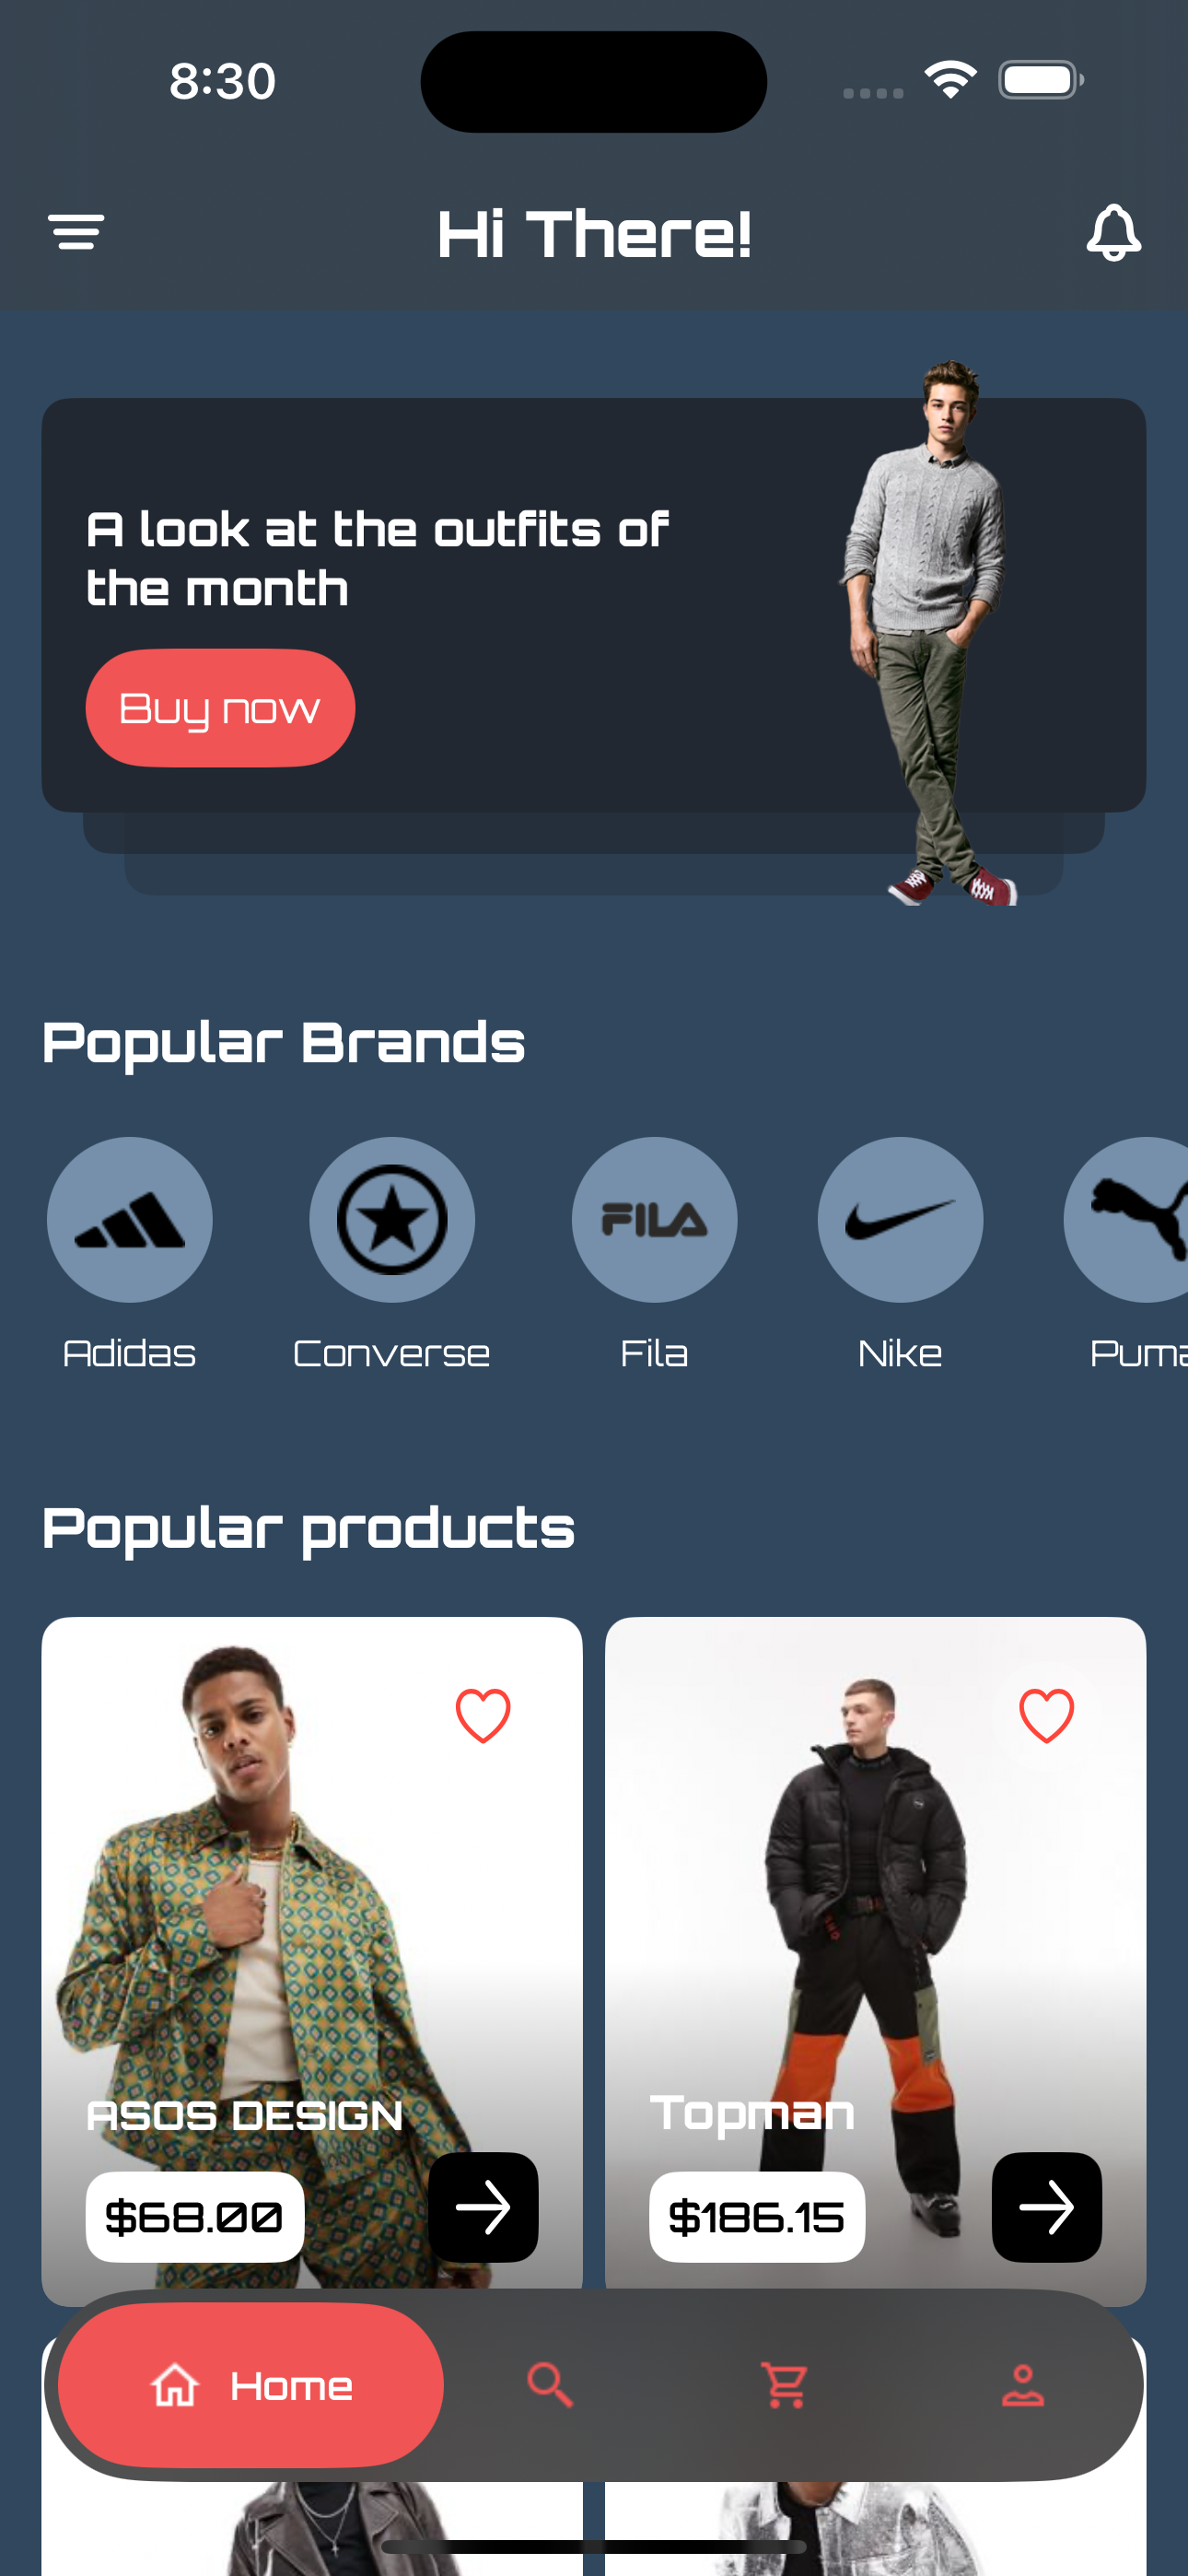 8:30
Hi There!
A look at the outfits of
the month
Buy now
Popular Brands
FILA
Adidas
Converse
Fila
Nike
Puma
Popular products
ASOS DESIGN
Topman
$68.00
$186.15
Home